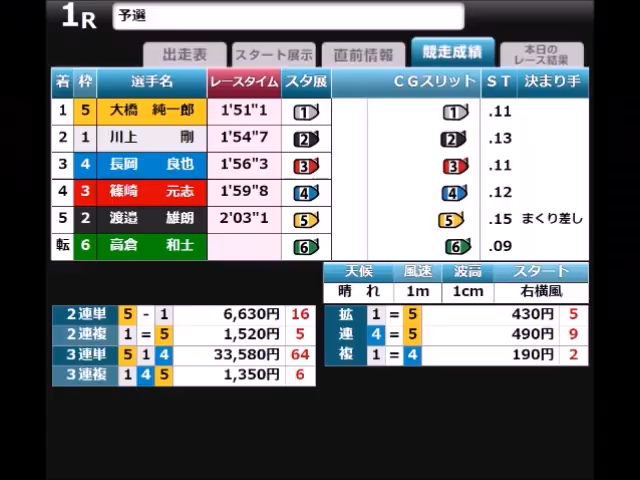 1R 予選
出走表 スタート展示 直前情報 競走成績 本日のレース結果
着 枠 選手名 レースタイム スタ展 CGスリット ST 決まり手
1 5 大橋 純一郎 1'51"1 1 1 .11
2 1 川上 剛 1'54"7 2 2 .13
3 4 長岡 良也 1'56"3 3 3 .11
4 3 篠崎 元志 1'59"8 4 4 .12
5 2 渡邉 雄朗 2'03"1 5 5 .15 まくり差し
転 6 高倉 和士 6 6 .09
天候 風速 波高 スタート
晴れ 1m 1cm 右横風
2連単 5 - 1 6,630円 16
2連複 1 = 5 1,520円 5
3連単 5 1 4 33,580円 64
3連複 1 4 5 1,350円 6
拡 1 = 5 430円 5
連 4 = 5 490円 9
複 1 = 4 190円 2